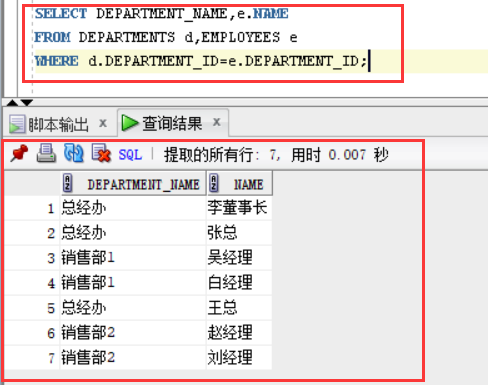 SELECT DEPARTMENT_NAME,e.NAME
FROM DEPARTMENTS d,EMPLOYEES e
WHERE d.DEPARTMENT_ID=e.DEPARTMENT_ID;
脚本输出 × 查询结果 ×
SQL | 提取的所有行: 7, 用时 0.007 秒
DEPARTMENT_NAME NAME
1 总经办 李董事长
2 总经办 张总
3 销售部1 吴经理
4 销售部1 白经理
5 总经办 王总
6 销售部2 赵经理
7 销售部2 刘经理